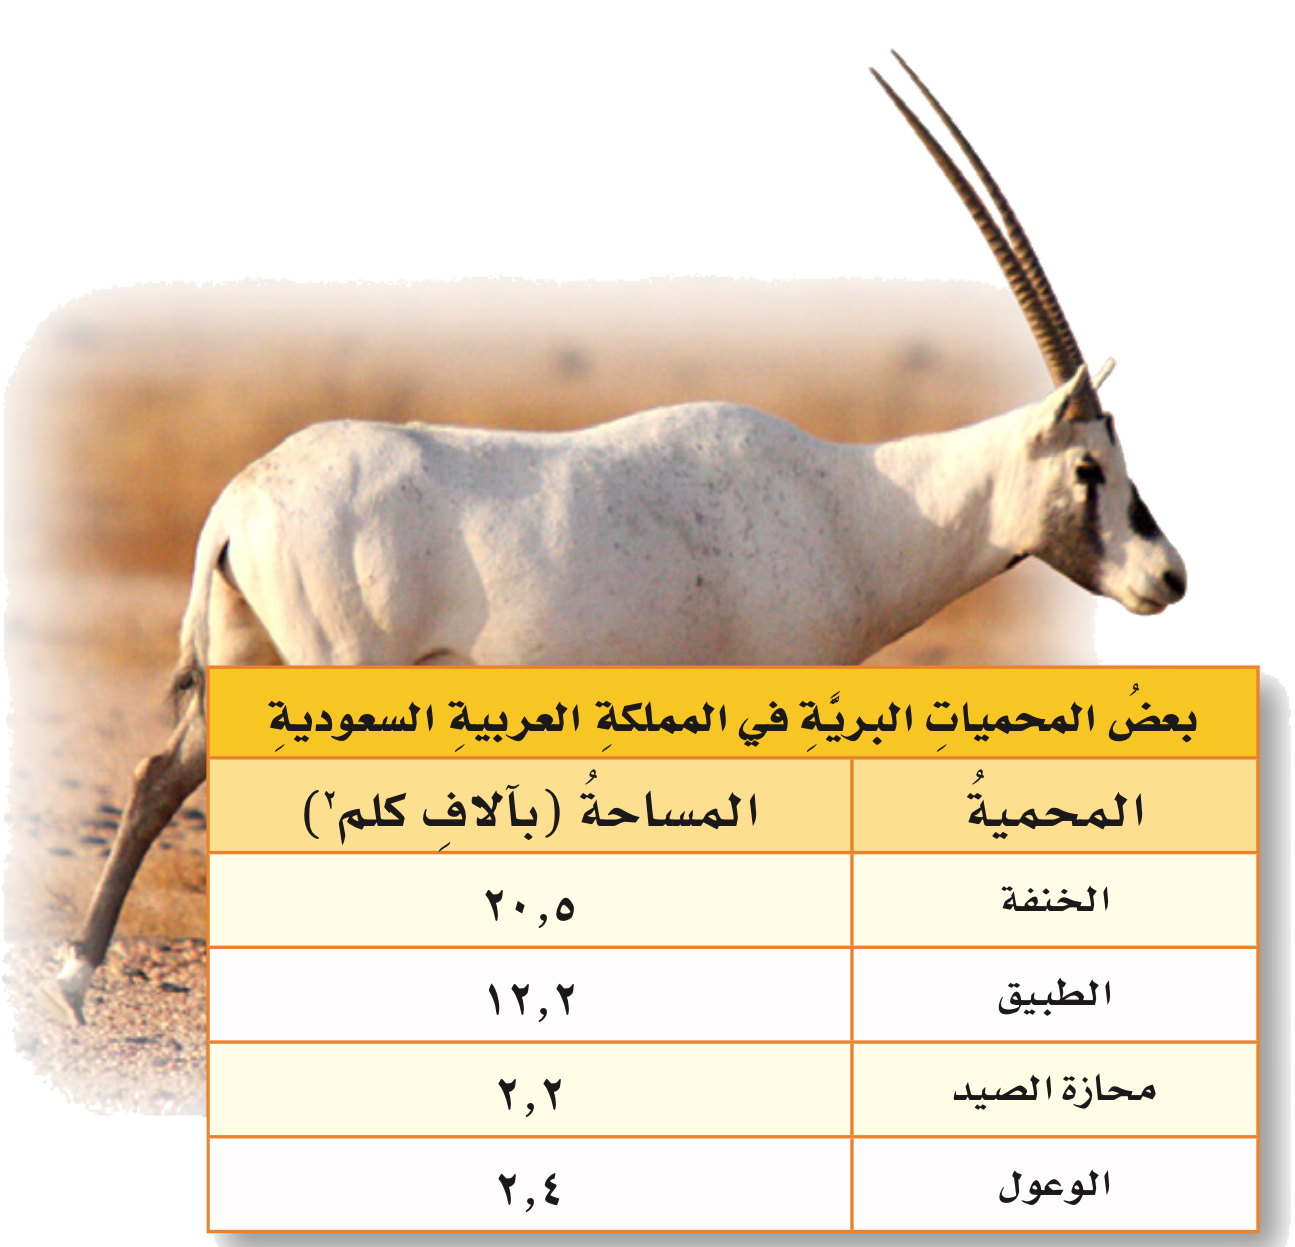 بعضُ المحمياتِ البريَّةِ في المملكةِ العربيةِ السعوديةِ
المحميةُ المساحةُ (بآلافِ كلم٢)
الخنفة ٢٠,٥
الطبيق ١٢,٢
محازة الصيد ٢,٢
الوعول ٢,٤